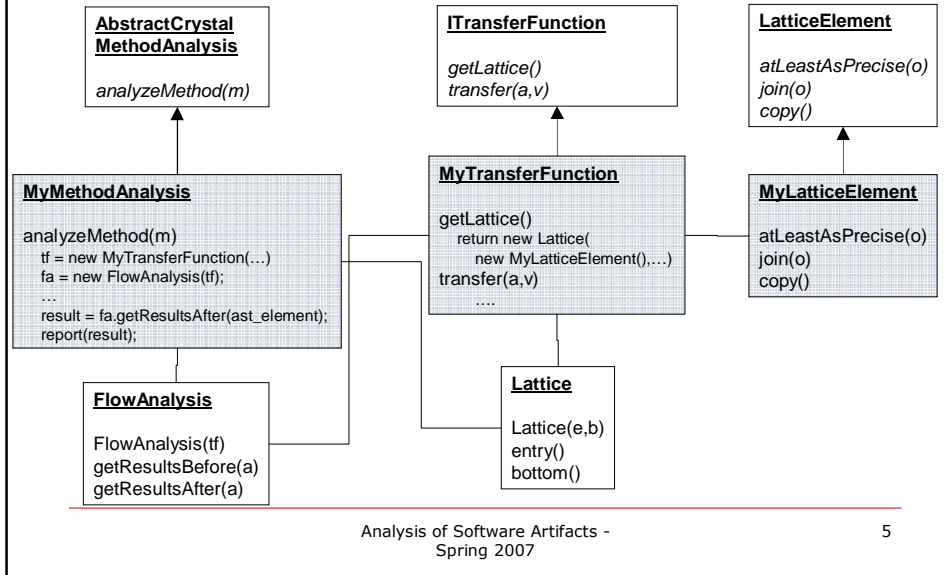 AbstractCrystal
MethodAnalysis
analyzeMethod(m)
ITransferFunction
getLattice()
transfer(a,v)
LatticeElement
atLeastAsPrecise(o)
join(o)
copy()
MyMethodAnalysis
analyzeMethod(m)
tf = new MyTransferFunction(…)
fa = new FlowAnalysis(tf);
…
result = fa.getResultsAfter(ast_element);
report(result);
MyTransferFunction
getLattice()
return new Lattice(
new MyLatticeElement(),…)
transfer(a,v)
….
MyLatticeElement
atLeastAsPrecise(o)
join(o)
copy()
FlowAnalysis
FlowAnalysis(tf)
getResultsBefore(a)
getResultsAfter(a)
Lattice
Lattice(e,b)
entry()
bottom()
Analysis of Software Artifacts -
Spring 2007
5